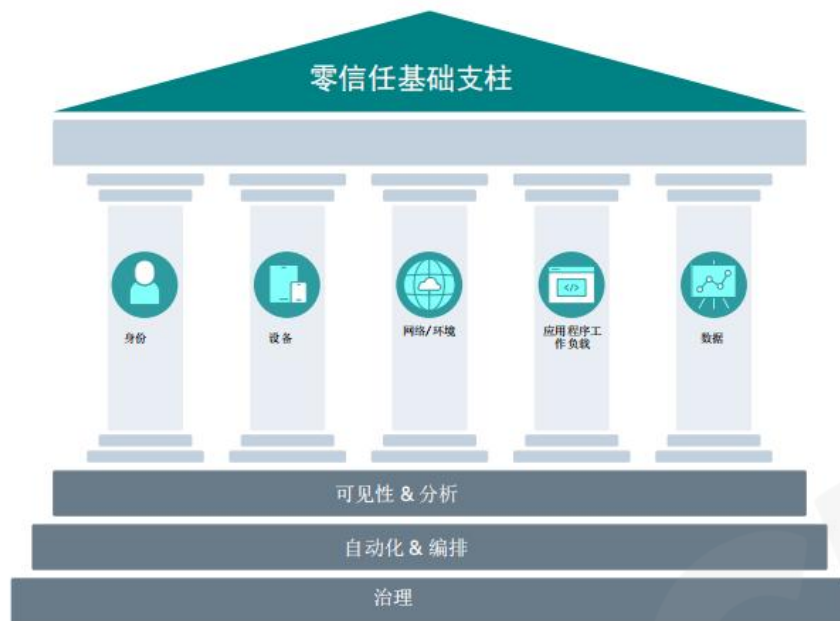 零信任基础支柱
身份
设备
网络/环境
应用程序工
作负载
数据
</>
可见性 & 分析
自动化 & 编排
治理